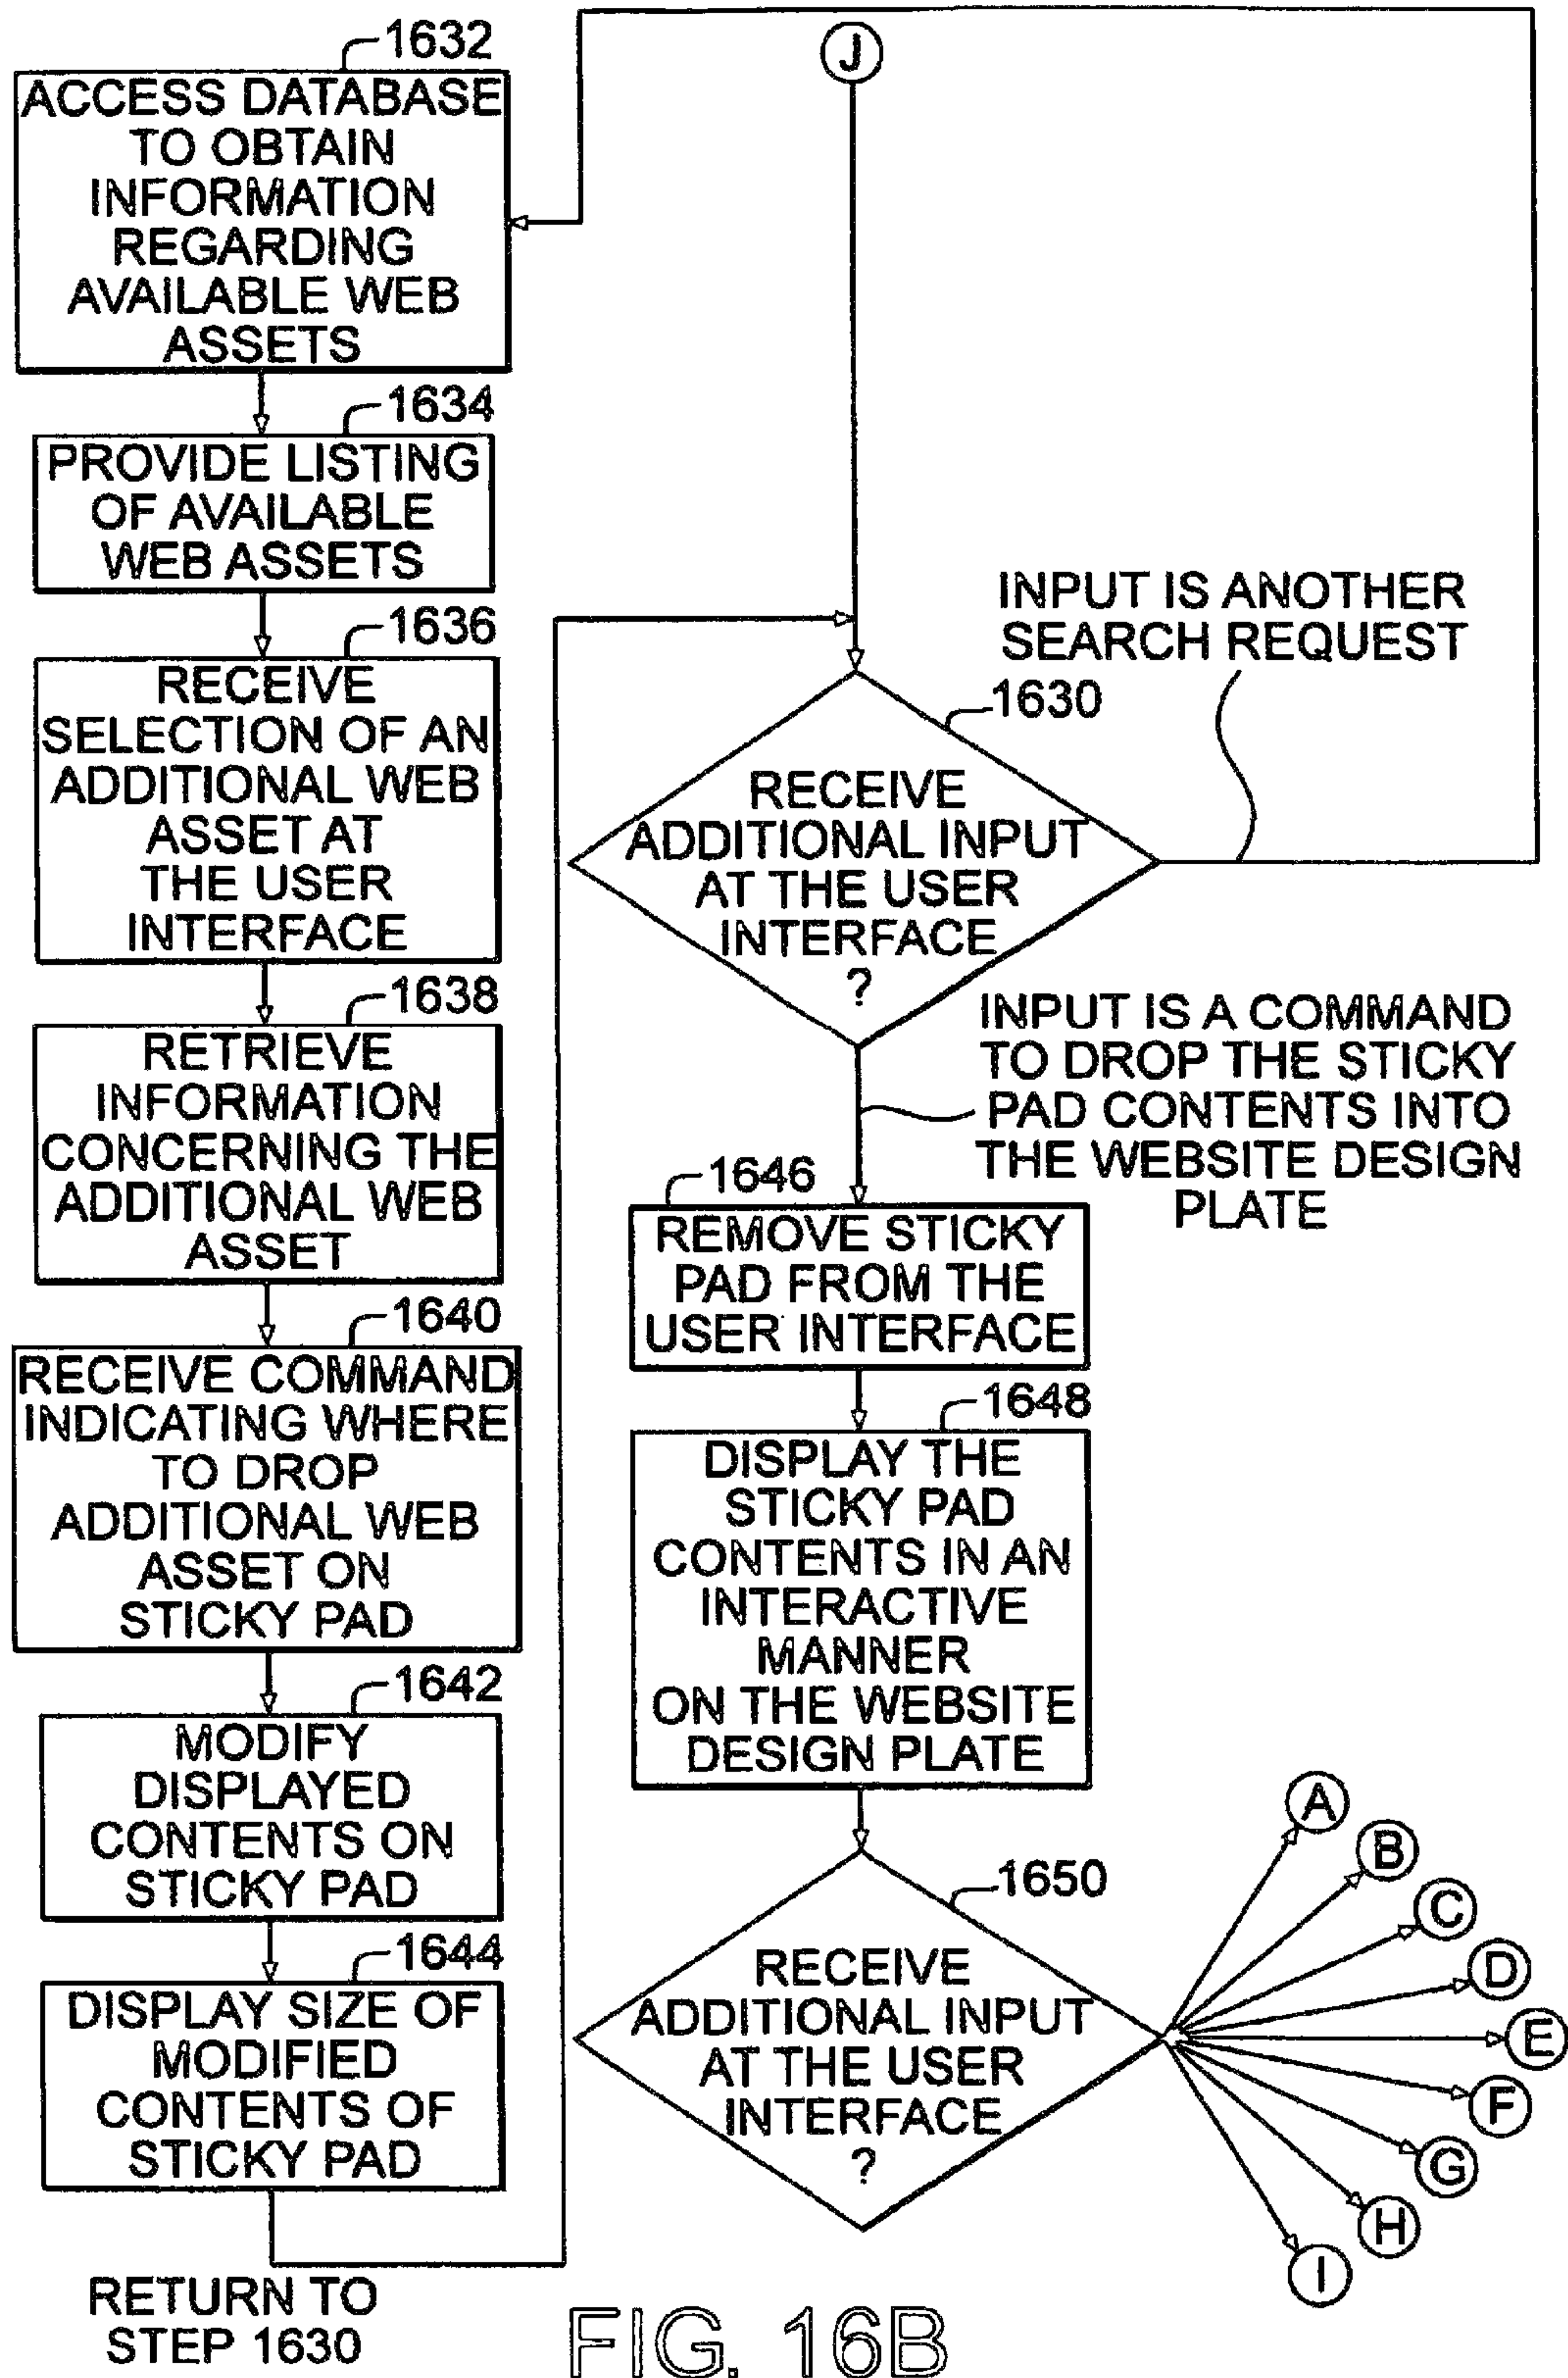 1632
ACCESS DATABASE
TO OBTAIN
INFORMATION
REGARDING
AVAILABLE WEB
ASSETS
1634
PROVIDE LISTING
OF AVAILABLE
WEB ASSETS
1636
RECEIVE
SELECTION OF AN
ADDITIONAL WEB
ASSET AT
THE USER
INTERFACE
1638
RETRIEVE
INFORMATION
CONCERNING THE
ADDITIONAL WEB
ASSET
1640
RECEIVE COMMAND
INDICATING WHERE
TO DROP
ADDITIONAL WEB
ASSET ON
STICKY PAD
1642
MODIFY
DISPLAYED
CONTENTS ON
STICKY PAD
1644
DISPLAY SIZE OF
MODIFIED
CONTENTS OF
STICKY PAD
RETURN TO
STEP 1630
J
INPUT IS ANOTHER
SEARCH REQUEST
1630
RECEIVE
ADDITIONAL INPUT
AT THE USER
INTERFACE
?
INPUT IS A COMMAND
TO DROP THE STICKY
PAD CONTENTS INTO
THE WEBSITE DESIGN
PLATE
1646
REMOVE STICKY
PAD FROM THE
USER INTERFACE
1648
DISPLAY THE
STICKY PAD
CONTENTS IN AN
INTERACTIVE
MANNER
ON THE WEBSITE
DESIGN PLATE
1650
RECEIVE
ADDITIONAL INPUT
AT THE USER
INTERFACE
?
A
B
C
D
E
F
G
H
I
FIG. 16B